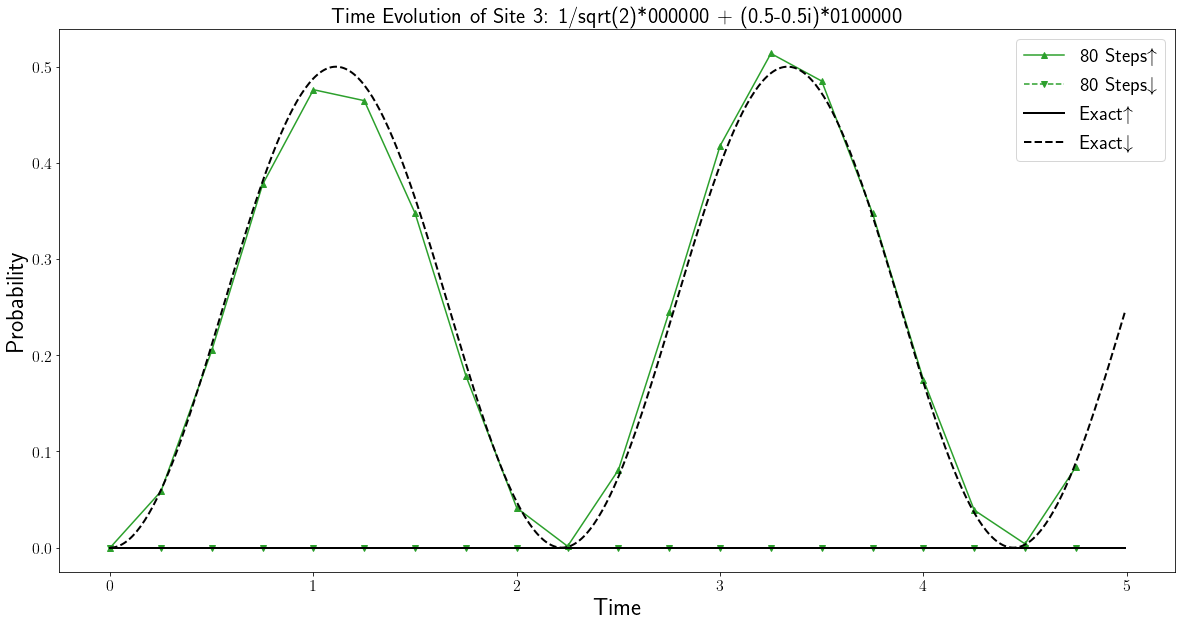 Time Evolution of Site 3: 1/sqrt(2)*000000 + (0.5-0.5i)*0100000
80 Steps↑
80 Steps↓
Exact↑
Exact↓
Probability
0.5
0.4
0.3
0.2
0.1
0.0
0 1 2 3 4 5
Time